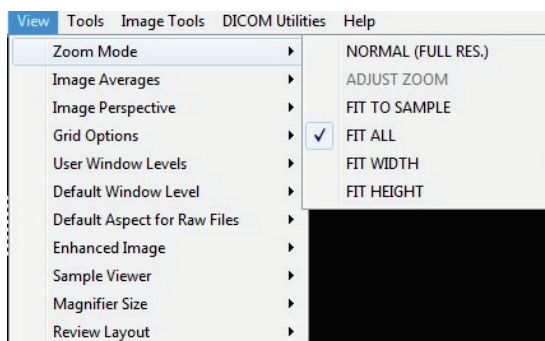 View Tools Image Tools DICOM Utilities Help
Zoom Mode
Image Averages
Image Perspective
Grid Options
User Window Levels
Default Window Level
Default Aspect for Raw Files
Enhanced Image
Sample Viewer
Magnifier Size
Review Layout
NORMAL (FULL RES.)
ADJUST ZOOM
FIT TO SAMPLE
FIT ALL
FIT WIDTH
FIT HEIGHT